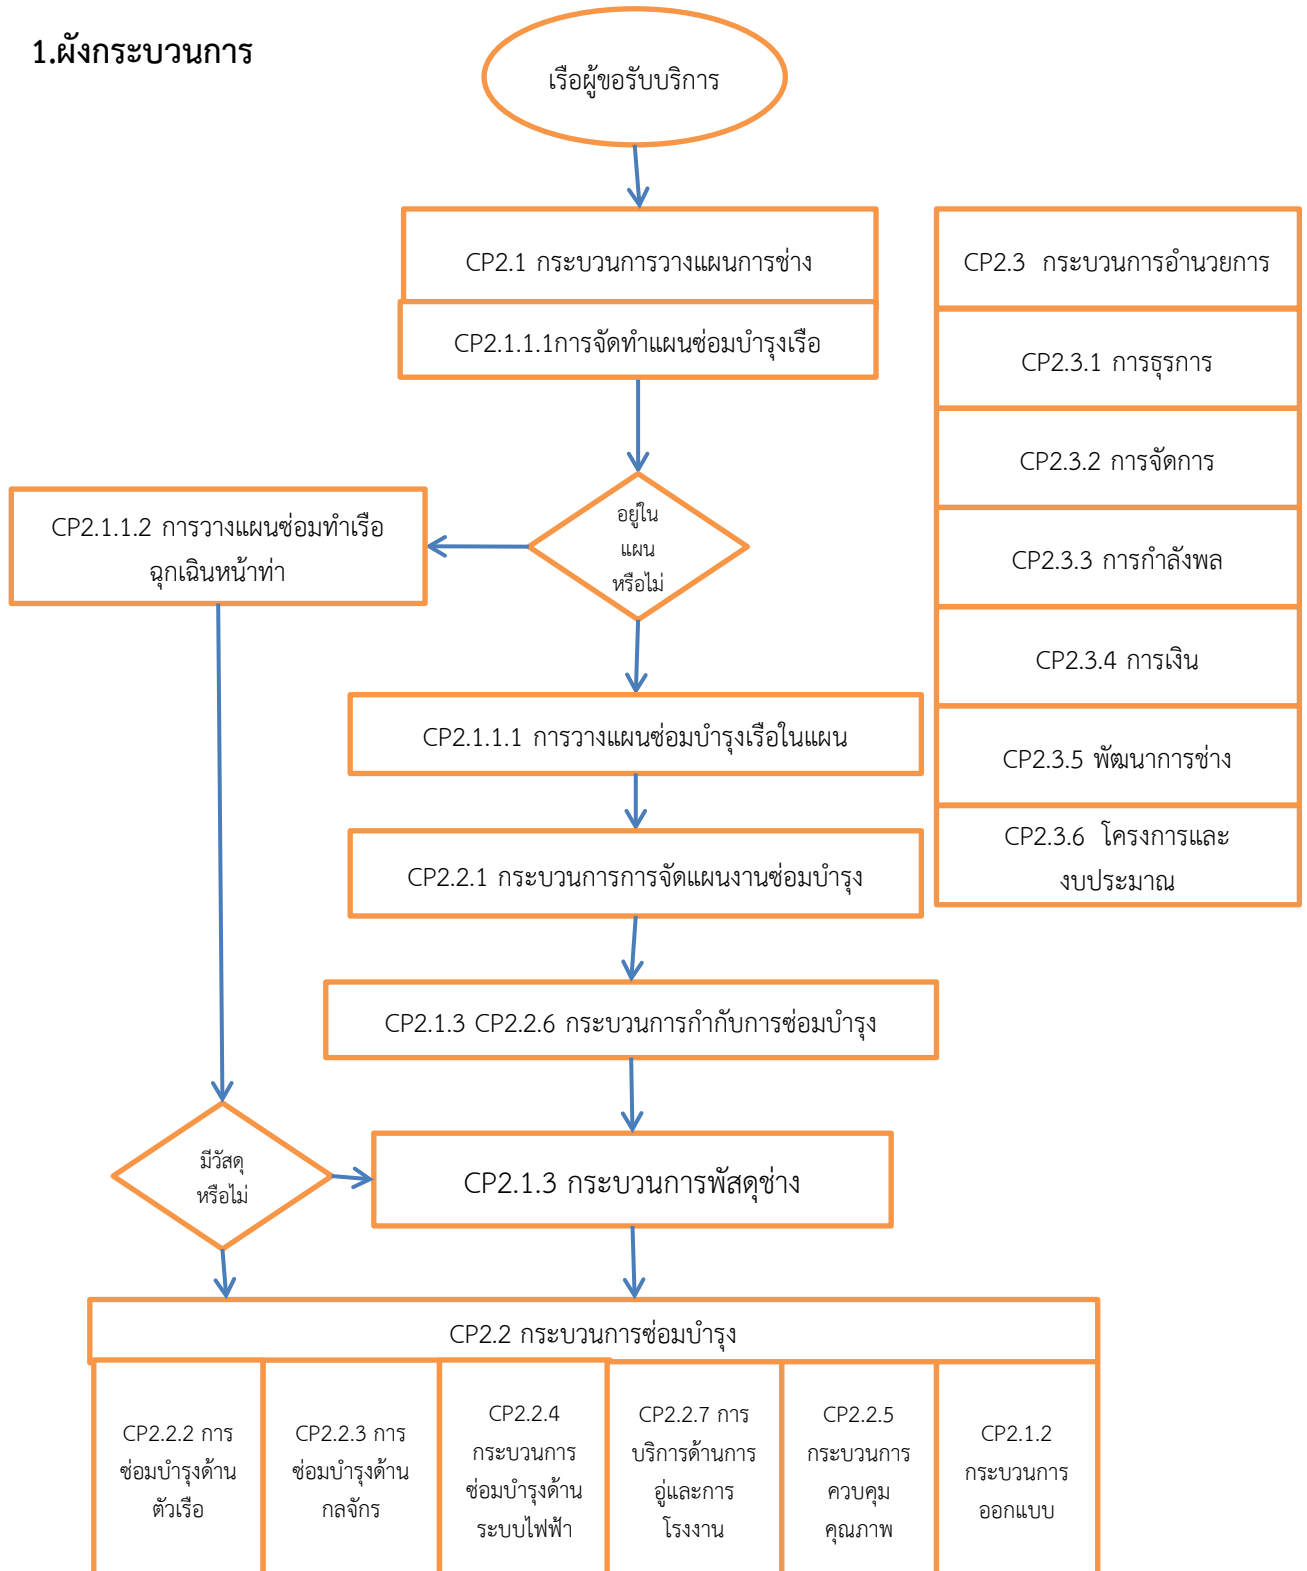 1.ผังกระบวนการ
เรือผู้ขอรับบริการ
CP2.1 กระบวนการวางแผนการช่าง
CP2.1.1.1การจัดทำแผนซ่อมบำรุงเรือ
อยู่ใน
แผน
หรือไม่
CP2.1.1.2 การวางแผนซ่อมทำเรือ
ฉุกเฉินหน้าท่า
CP2.1.1.1 การวางแผนซ่อมบำรุงเรือในแผน
CP2.2.1 กระบวนการการจัดแผนงานซ่อมบำรุง
CP2.1.3 CP2.2.6 กระบวนการกำกับการซ่อมบำรุง
มีวัสดุ
หรือไม่
CP2.1.3 กระบวนการพัสดุช่าง
CP2.3 กระบวนการอำนวยการ
CP2.3.1 การธุรการ
CP2.3.2 การจัดการ
CP2.3.3 การกำลังพล
CP2.3.4 การเงิน
CP2.3.5 พัฒนาการช่าง
CP2.3.6 โครงการและ
งบประมาณ
CP2.2 กระบวนการซ่อมบำรุง
CP2.2.2 การ
ซ่อมบำรุงด้าน
ตัวเรือ
CP2.2.3 การ
ซ่อมบำรุงด้าน
กลจักร
CP2.2.4
กระบวนการ
ซ่อมบำรุงด้าน
ระบบไฟฟ้า
CP2.2.7 การ
บริการด้านการ
อู่และการ
โรงงาน
CP2.2.5
กระบวนการ
ควบคุม
คุณภาพ
CP2.1.2
กระบวนการ
ออกแบบ